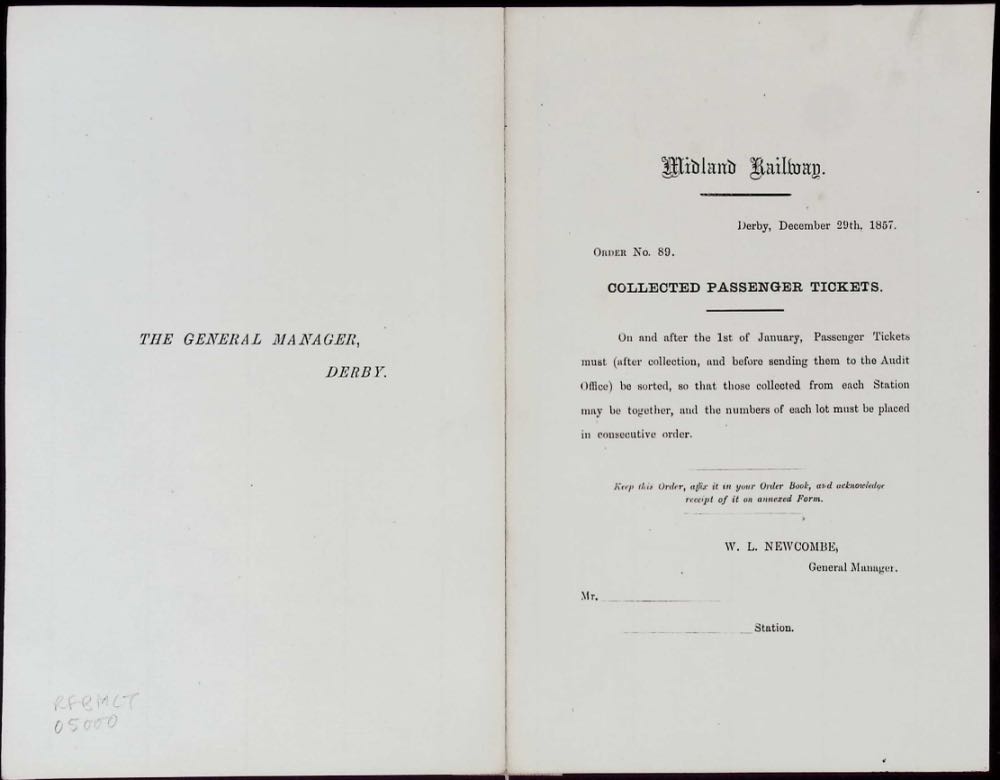 THE GENERAL MANAGER,
DERBY.
RFBMCT
05000
Midland Railway.
Derby, December 29th, 1857.
ORDER No. 89.
COLLECTED PASSENGER TICKETS.
On and after the 1st of January, Passenger Tickets
must (after collection, and before sending them to the Audit
Office) be sorted, so that those collected from each Station
may be together, and the numbers of each lot must be placed
in consecutive order.
Keep this Order, affix it in your Order Book, and acknowledge
receipt of it on annexed Form.
W. L. NEWCOMBE,
General Manager.
Mr.
Station.